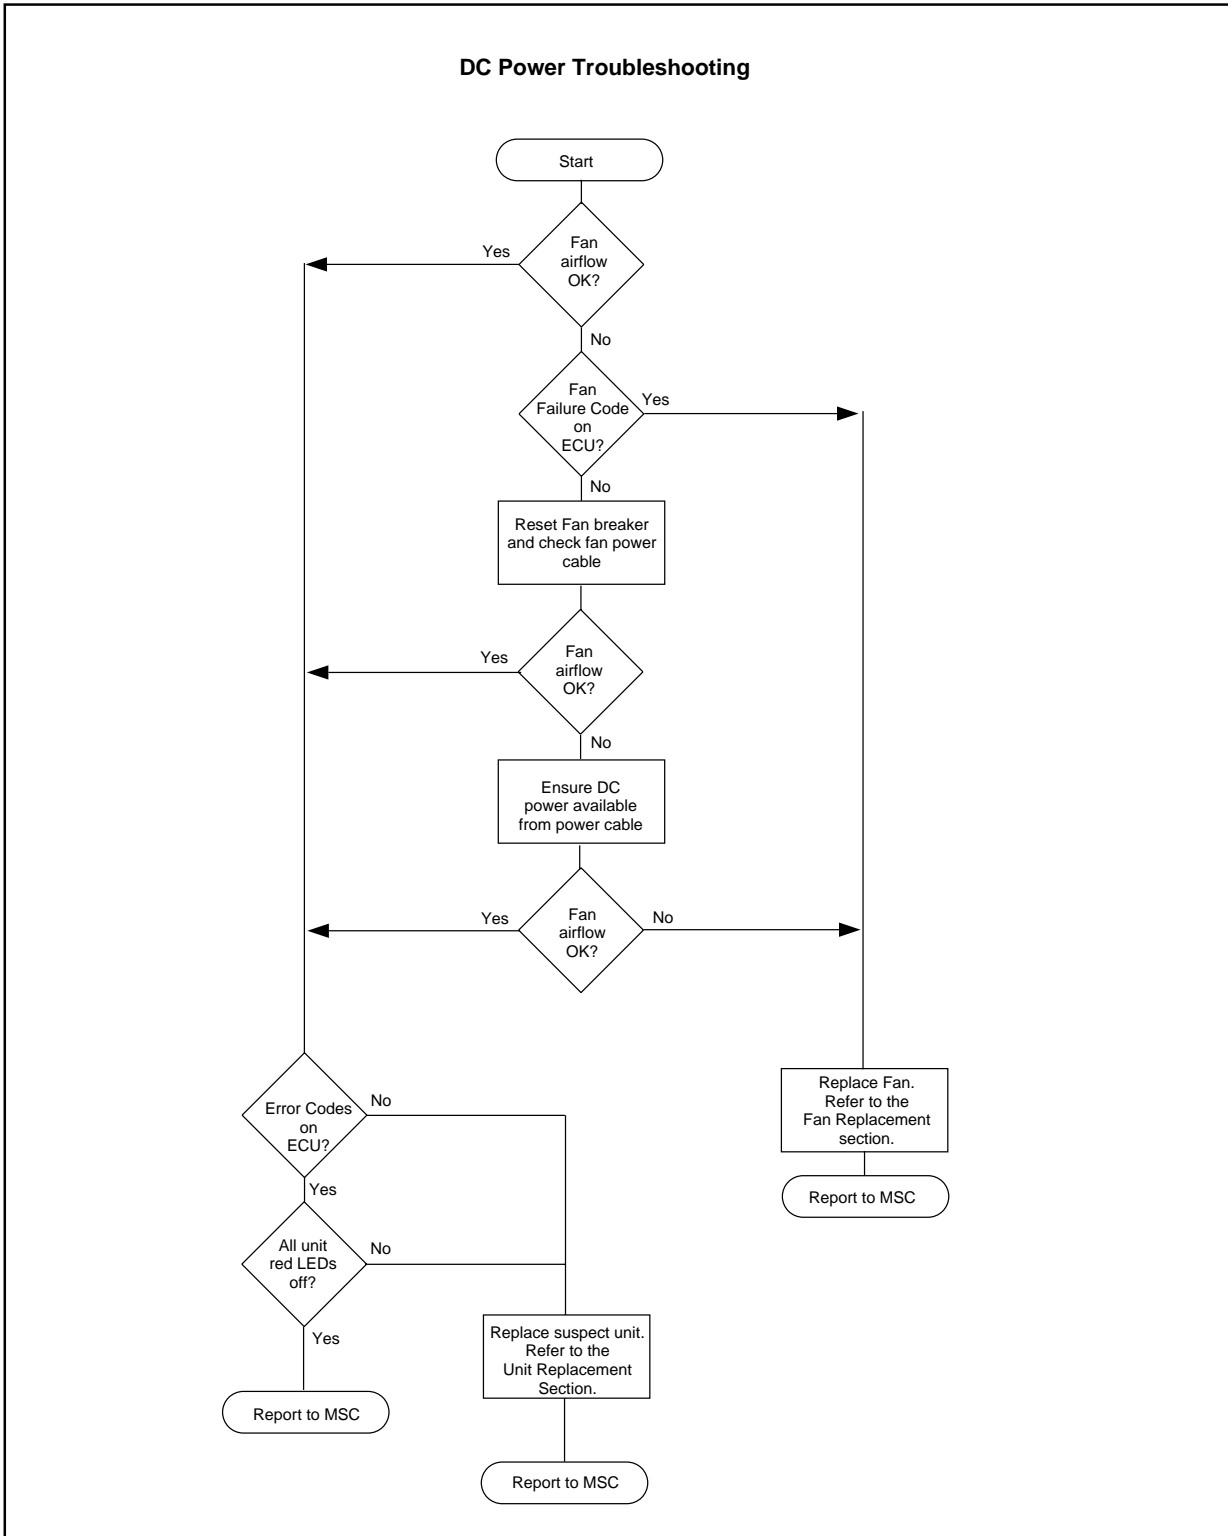 DC Power Troubleshooting
Start
Fan
airflow
OK?
Yes
No
Fan
Failure Code
on
ECU?
Yes
No
Reset Fan breaker
and check fan power
cable
Fan
airflow
OK?
Yes
No
Ensure DC
power available
from power cable
Fan
airflow
OK?
Yes
No
Error Codes
on
ECU?
No
Yes
Replace Fan.
Refer to the
Fan Replacement
section.
Report to MSC
All unit
red LEDs
off?
No
Yes
Replace suspect unit.
Refer to the
Unit Replacement
Section.
Report to MSC
Report to MSC